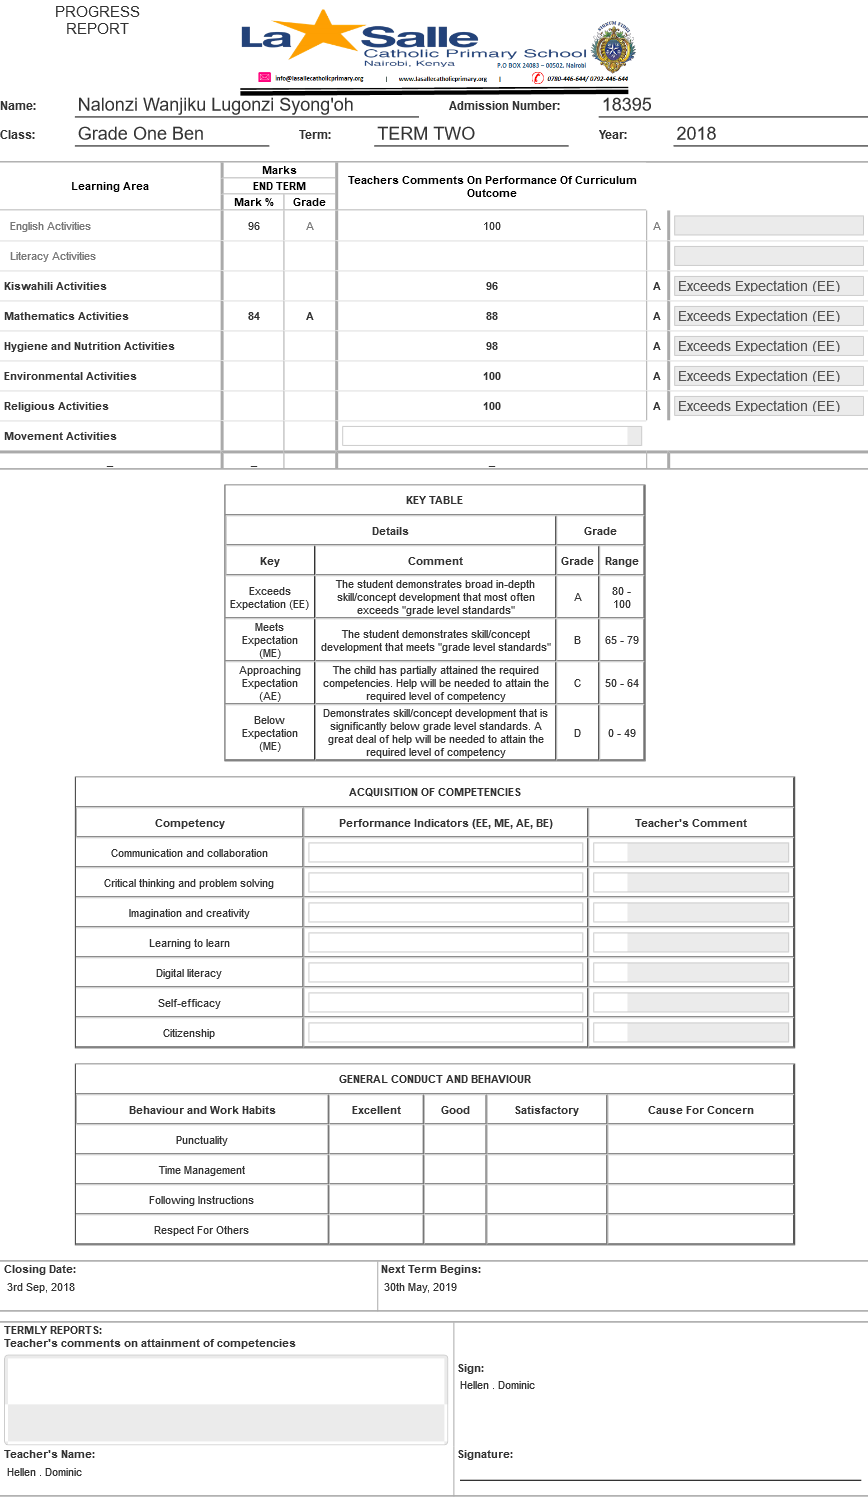 PROGRESS
REPORT
La Salle
Catholic Primary School
Nairobi, Kenya
P.O BOX 24083 – 00502, Nairobi
info@lasallecatholicprimary.org | www.lasallecatholicprimary.org | 0780-446-644/ 0792-446-644
Name: Nalonzi Wanjiku Lugonzi Syong'oh Admission Number: 18395
Class: Grade One Ben Term: TERM TWO Year: 2018
Learning Area Marks Teachers Comments On Performance Of Curriculum Outcome
END TERM
Mark % Grade
English Activities 96 A 100 A
Literacy Activities
Kiswahili Activities 96 A Exceeds Expectation (EE)
Mathematics Activities 84 A 88 A Exceeds Expectation (EE)
Hygiene and Nutrition Activities 98 A Exceeds Expectation (EE)
Environmental Activities 100 A Exceeds Expectation (EE)
Religious Activities 100 A Exceeds Expectation (EE)
Movement Activities
_ _ _
KEY TABLE
Details Grade
Key Comment Grade Range
Exceeds Expectation (EE) The student demonstrates broad in-depth skill/concept development that most often exceeds "grade level standards" A 80 - 100
Meets Expectation (ME) The student demonstrates skill/concept development that meets "grade level standards" B 65 - 79
Approaching Expectation (AE) The child has partially attained the required competencies. Help will be needed to attain the required level of competency C 50 - 64
Below Expectation (ME) Demonstrates skill/concept development that is significantly below grade level standards. A great deal of help will be needed to attain the required level of competency D 0 - 49
ACQUISITION OF COMPETENCIES
Competency Performance Indicators (EE, ME, AE, BE) Teacher's Comment
Communication and collaboration
Critical thinking and problem solving
Imagination and creativity
Learning to learn
Digital literacy
Self-efficacy
Citizenship
GENERAL CONDUCT AND BEHAVIOUR
Behaviour and Work Habits Excellent Good Satisfactory Cause For Concern
Punctuality
Time Management
Following Instructions
Respect For Others
Closing Date: Next Term Begins:
3rd Sep, 2018 30th May, 2019
TERMLY REPORTS:
Teacher's comments on attainment of competencies
Sign:
Hellen . Dominic
Teacher's Name: Signature:
Hellen . Dominic